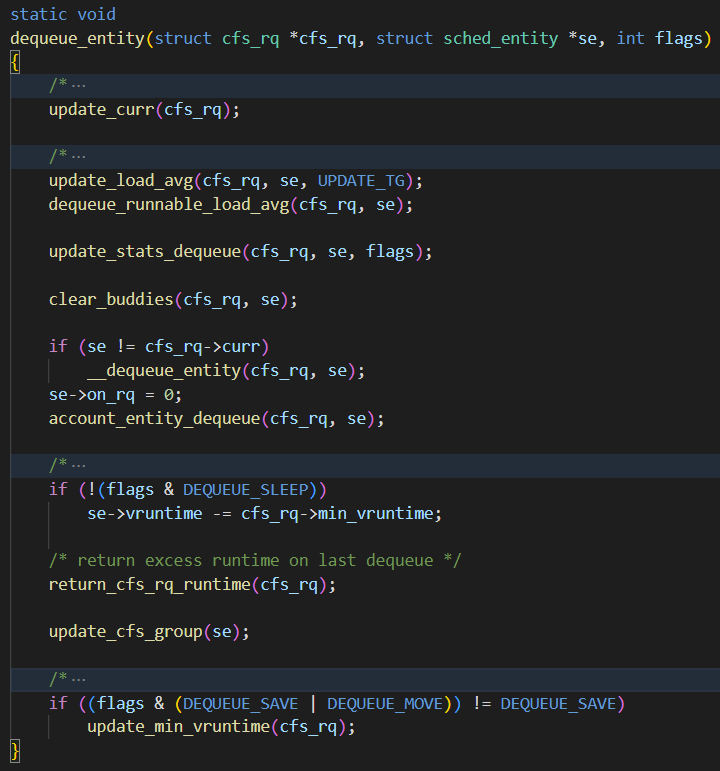 static void
dequeue_entity(struct cfs_rq *cfs_rq, struct sched_entity *se, int flags)
{
    /* ···
    update_curr(cfs_rq);

    /* ···
    update_load_avg(cfs_rq, se, UPDATE_TG);
    dequeue_runnable_load_avg(cfs_rq, se);

    update_stats_dequeue(cfs_rq, se, flags);

    clear_buddies(cfs_rq, se);

    if (se != cfs_rq->curr)
        __dequeue_entity(cfs_rq, se);
    se->on_rq = 0;
    account_entity_dequeue(cfs_rq, se);

    /* ···
    if (!(flags & DEQUEUE_SLEEP))
        se->vruntime -= cfs_rq->min_vruntime;

    /* return excess runtime on last dequeue */
    return_cfs_rq_runtime(cfs_rq);

    update_cfs_group(se);

    /* ···
    if ((flags & (DEQUEUE_SAVE | DEQUEUE_MOVE)) != DEQUEUE_SAVE)
        update_min_vruntime(cfs_rq);
}